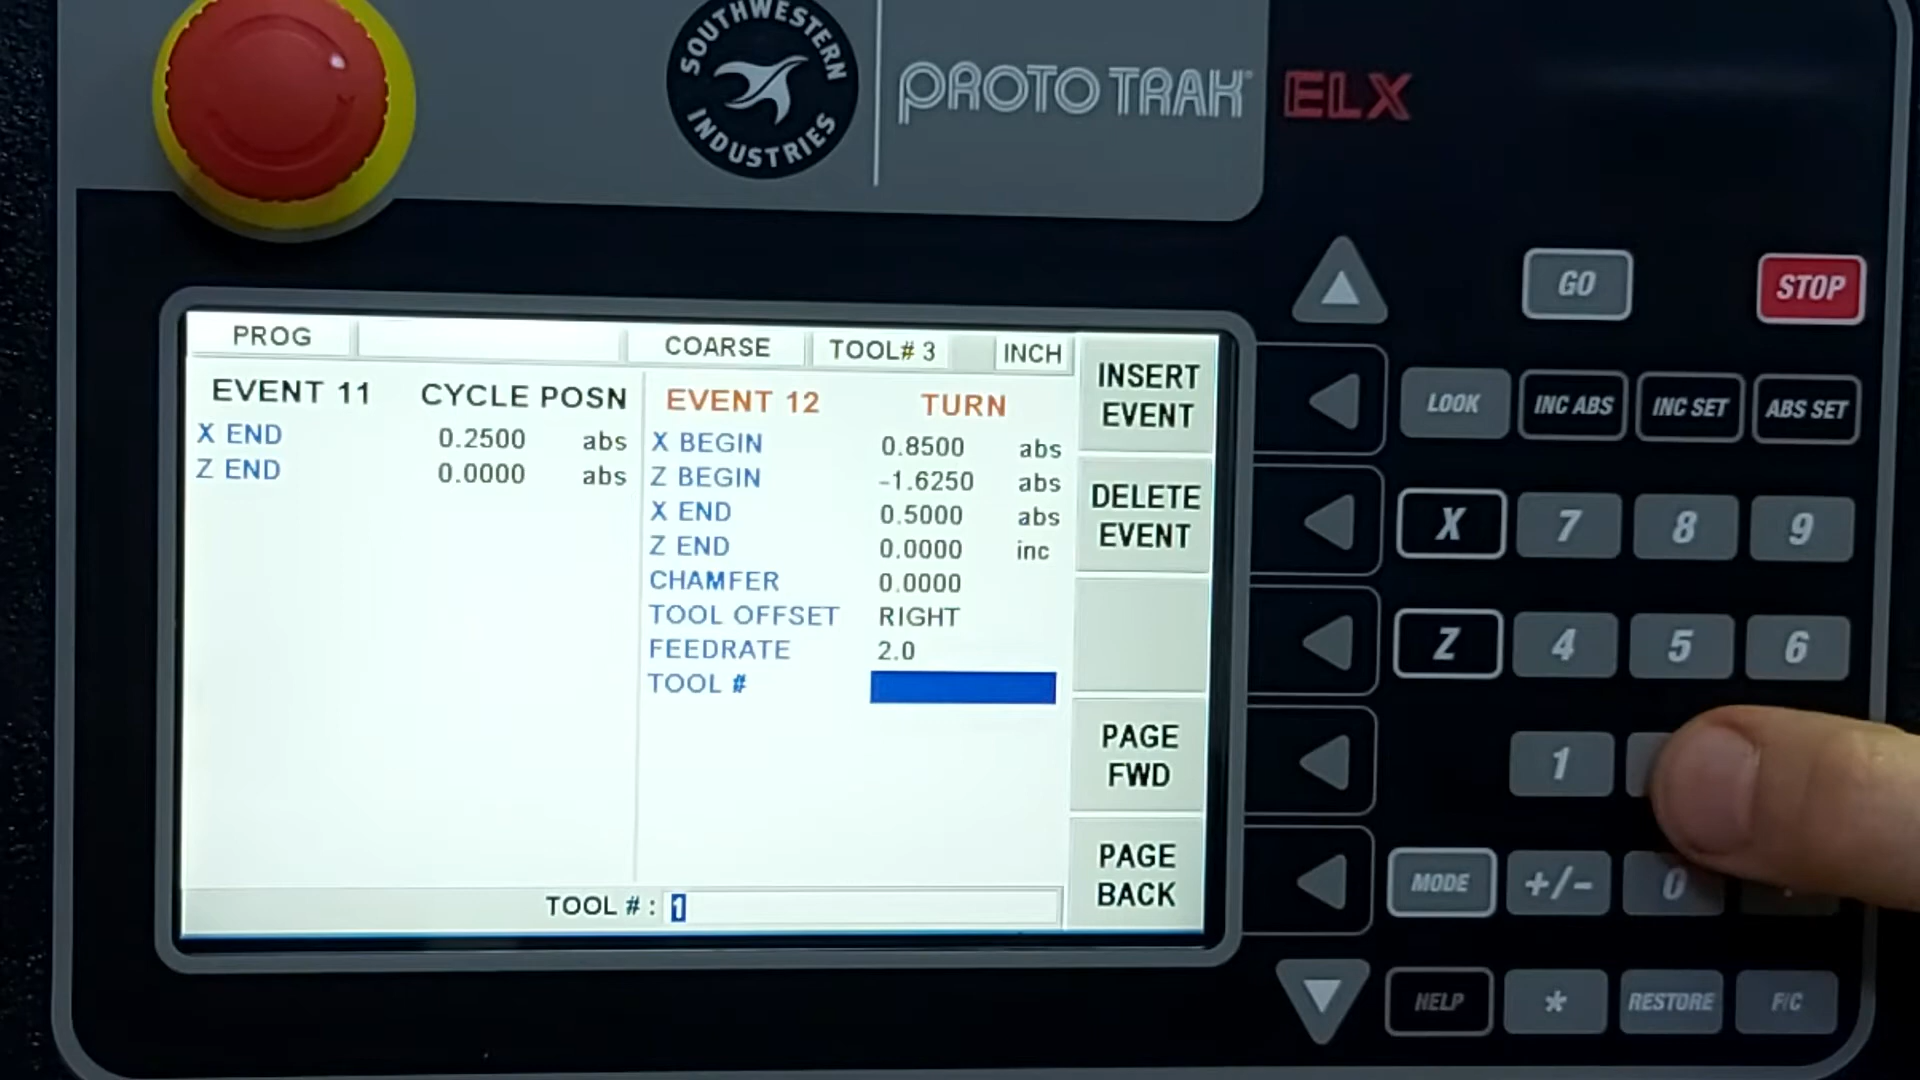 SOUTHWESTERN
INDUSTRIES
PROTO TRAK ELX
GO
STOP
PROG COARSE TOOL# 3 INCH
EVENT 11 CYCLE POSN
X END 0.2500 abs
Z END 0.0000 abs
EVENT 12 TURN
X BEGIN 0.8500 abs
Z BEGIN -1.6250 abs
X END 0.5000 abs
Z END 0.0000 inc
CHAMFER 0.0000
TOOL OFFSET RIGHT
FEEDRATE 2.0
TOOL #
TOOL # : 1
INSERT
EVENT
DELETE
EVENT
PAGE
FWD
PAGE
BACK
LOOK INC ABS INC SET ABS SET
X 7 8 9
Z 4 5 6
1
MODE +/- 0
HELP * RESTORE F/C